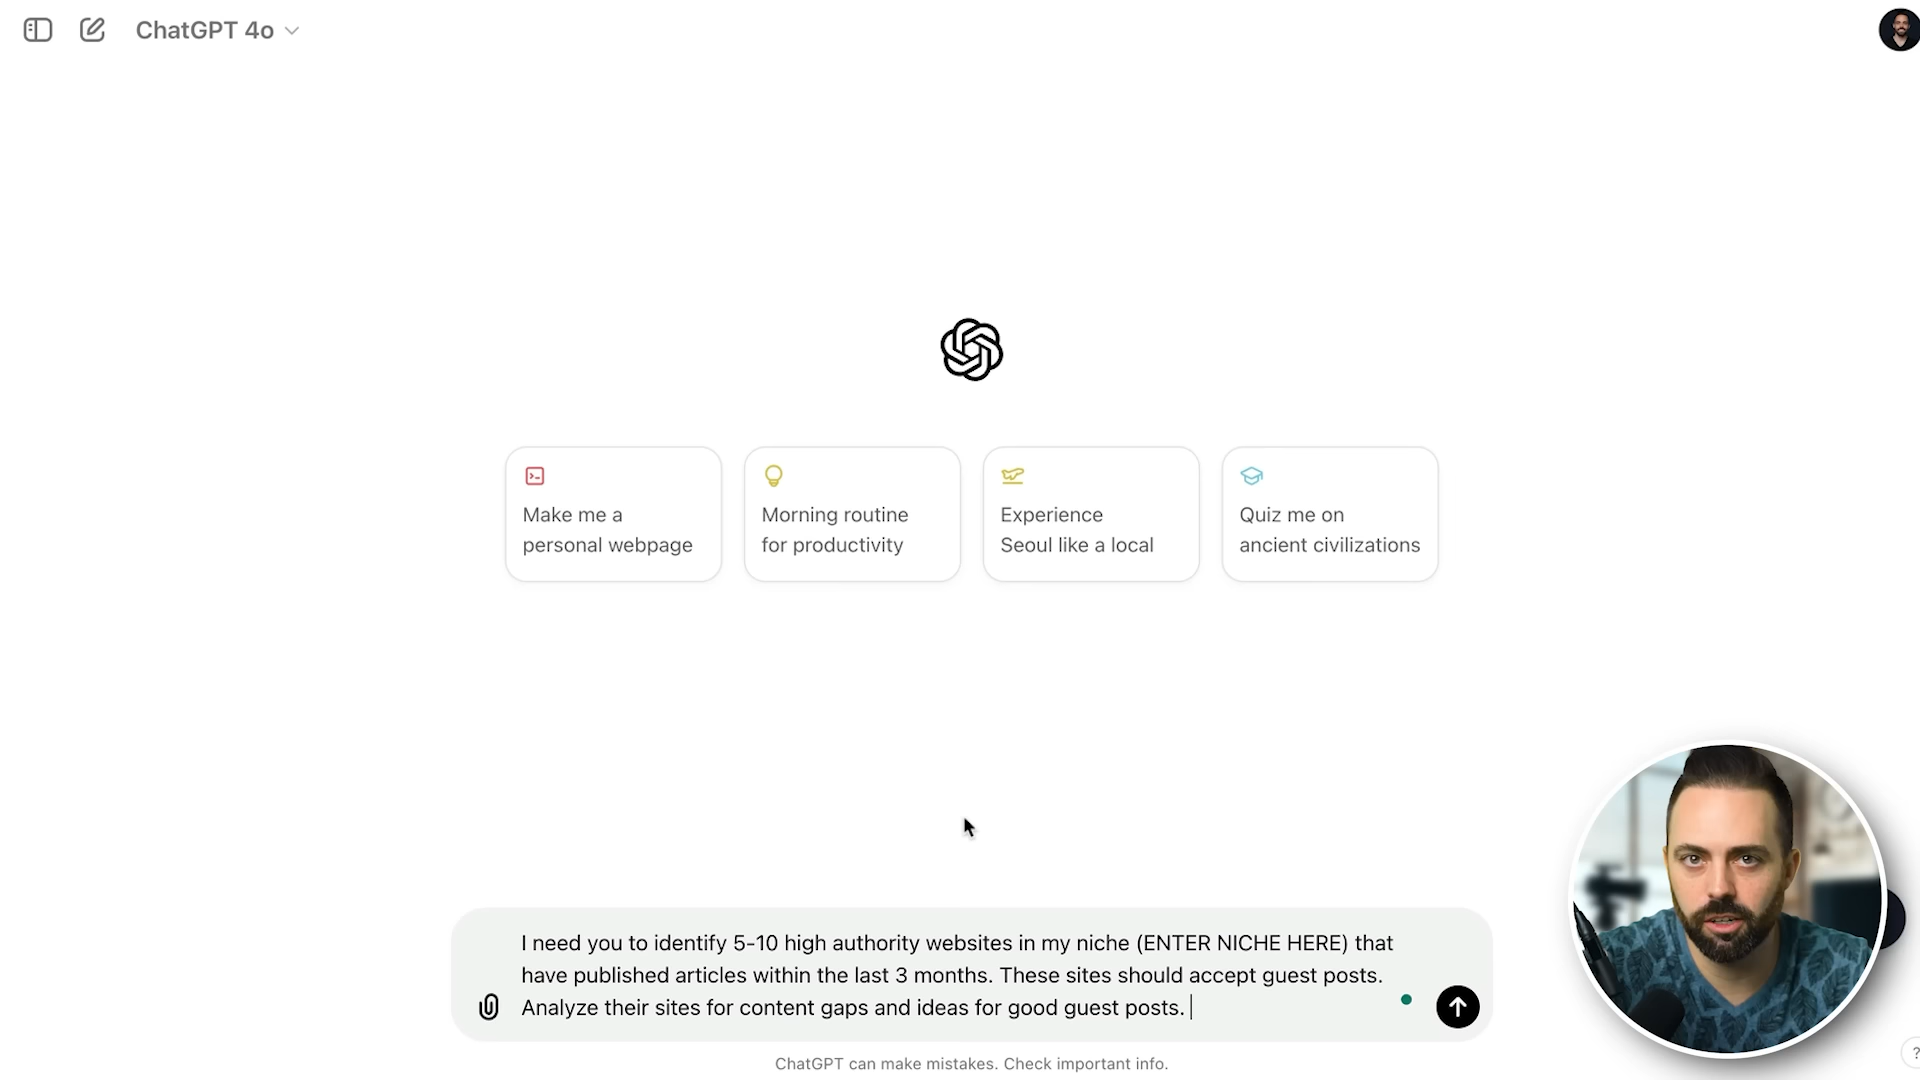 ChatGPT 4o
Make me a
personal webpage
Morning routine
for productivity
Experience
Seoul like a local
Quiz me on
ancient civilizations
I need you to identify 5-10 high authority websites in my niche (ENTER NICHE HERE) that
have published articles within the last 3 months. These sites should accept guest posts.
Analyze their sites for content gaps and ideas for good guest posts.
ChatGPT can make mistakes. Check important info.
?